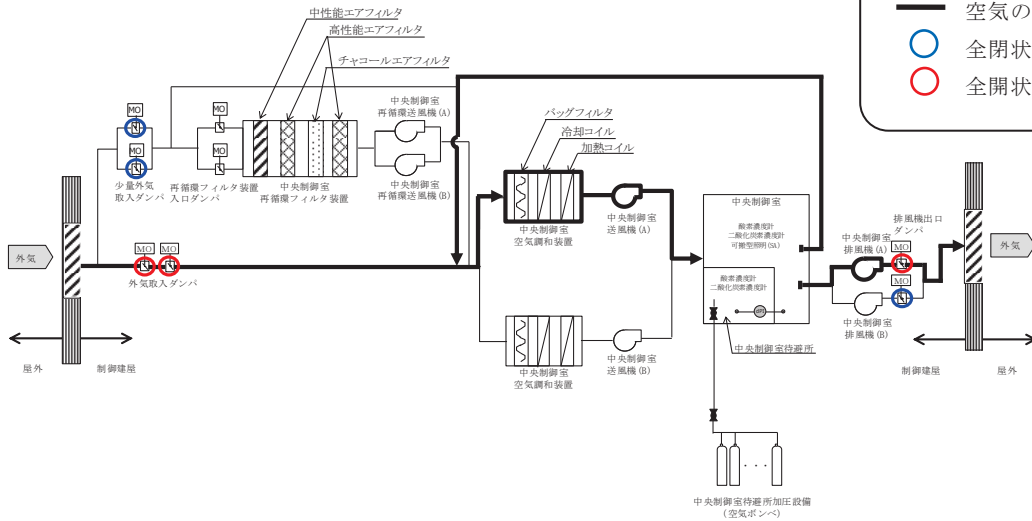 空気の
全閉状
全開状
中性能エアフィルタ
高性能エアフィルタ
チャコールエアフィルタ
中央制御室
再循環送風機(A)
MO
MO
MO
MO
バッグフィルタ
冷却コイル
加熱コイル
少量外気
取入ダンパ
再循環フィルタ装置
入口ダンパ
中央制御室
再循環フィルタ装置
中央制御室
再循環送風機(B)
中央制御室
酸素濃度計
二酸化炭素濃度計
可搬型照明(SA)
中央制御室
空気調和装置
中央制御室
送風機(A)
排風機出口
ダンパ
中央制御室
排風機(A)
MO
外気
MO
MO
外気取入ダンパ
酸素濃度計
二酸化炭素濃度計
MO
外気
中央制御室
排風機(B)
中央制御室待避所
屋外
制御建屋
中央制御室
空気調和装置
中央制御室
送風機(B)
制御建屋
屋外
・・・
中央制御室待避所加圧設備
(空気ボンベ)